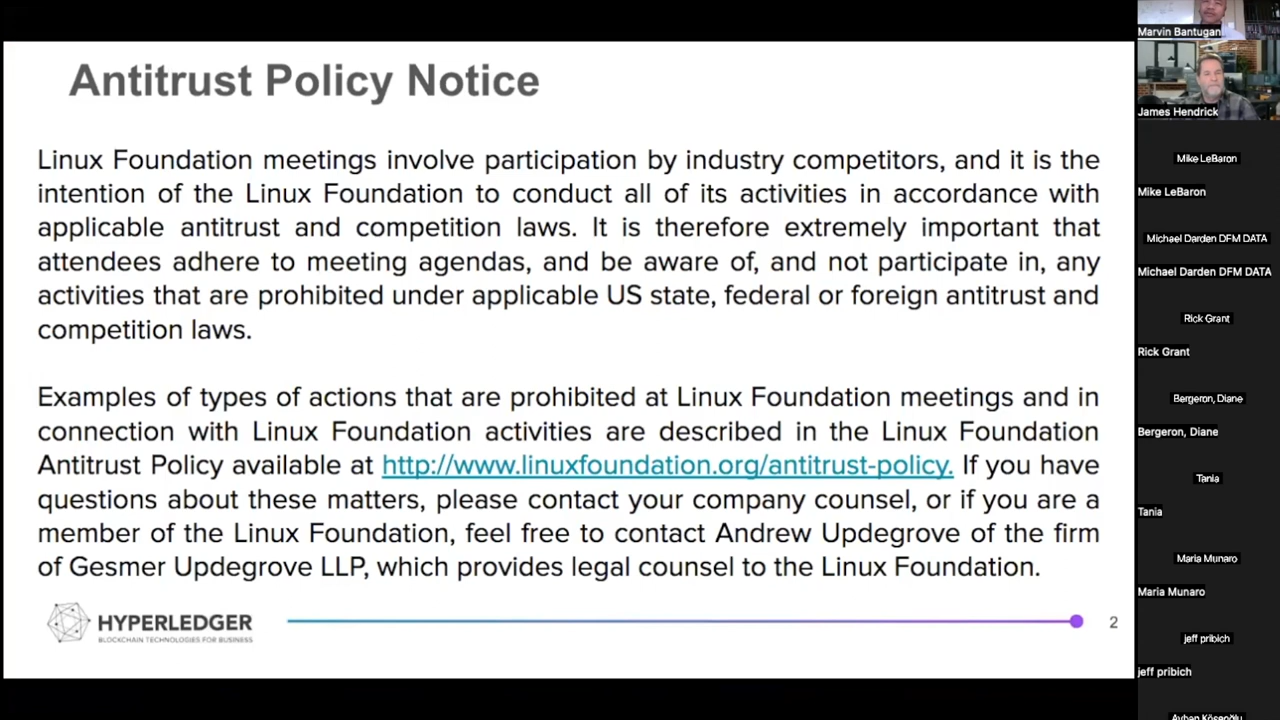 Antitrust Policy Notice
Linux Foundation meetings involve participation by industry competitors, and it is the
intention of the Linux Foundation to conduct all of its activities in accordance with
applicable antitrust and competition laws. It is therefore extremely important that
attendees adhere to meeting agendas, and be aware of, and not participate in, any
activities that are prohibited under applicable US state, federal or foreign antitrust and
competition laws.
Examples of types of actions that are prohibited at Linux Foundation meetings and in
connection with Linux Foundation activities are described in the Linux Foundation
Antitrust Policy available at http://www.linuxfoundation.org/antitrust-policy. If you have
questions about these matters, please contact your company counsel, or if you are a
member of the Linux Foundation, feel free to contact Andrew Updegrove of the firm
of Gesmer Updegrove LLP, which provides legal counsel to the Linux Foundation.
HYPERLEDGER
BLOCKCHAIN TECHNOLOGIES FOR BUSINESS
2
Marvin Bantugan
James Hendrick
Mike LeBaron
Mike LeBaron
Michael Darden DFM DATA
Michael Darden DFM DATA
Rick Grant
Rick Grant
Bergeron, Diane
Bergeron, Diane
Tania
Tania
Maria Munaro
Maria Munaro
jeff pribich
jeff pribich
Ayhan Köseoğlu